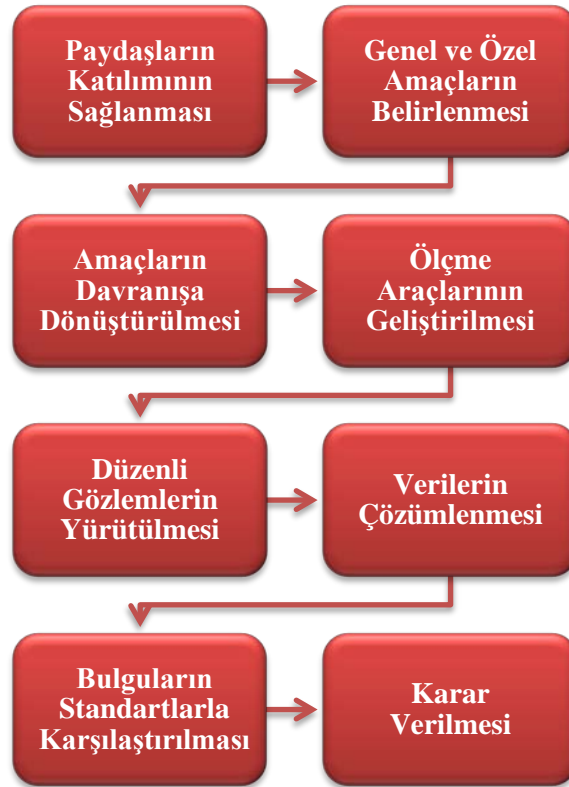 Paydaşların
Katılımının
Sağlanması
Genel ve Özel
Amaçların
Belirlenmesi
Amaçların
Davranışa
Dönüştürülmesi
Ölçme
Araçlarının
Geliştirilmesi
Düzenli
Gözlemlerin
Yürütülmesi
Verilerin
Çözümlenmesi
Bulguların
Standartlarla
Karşılaştırılması
Karar
Verilmesi